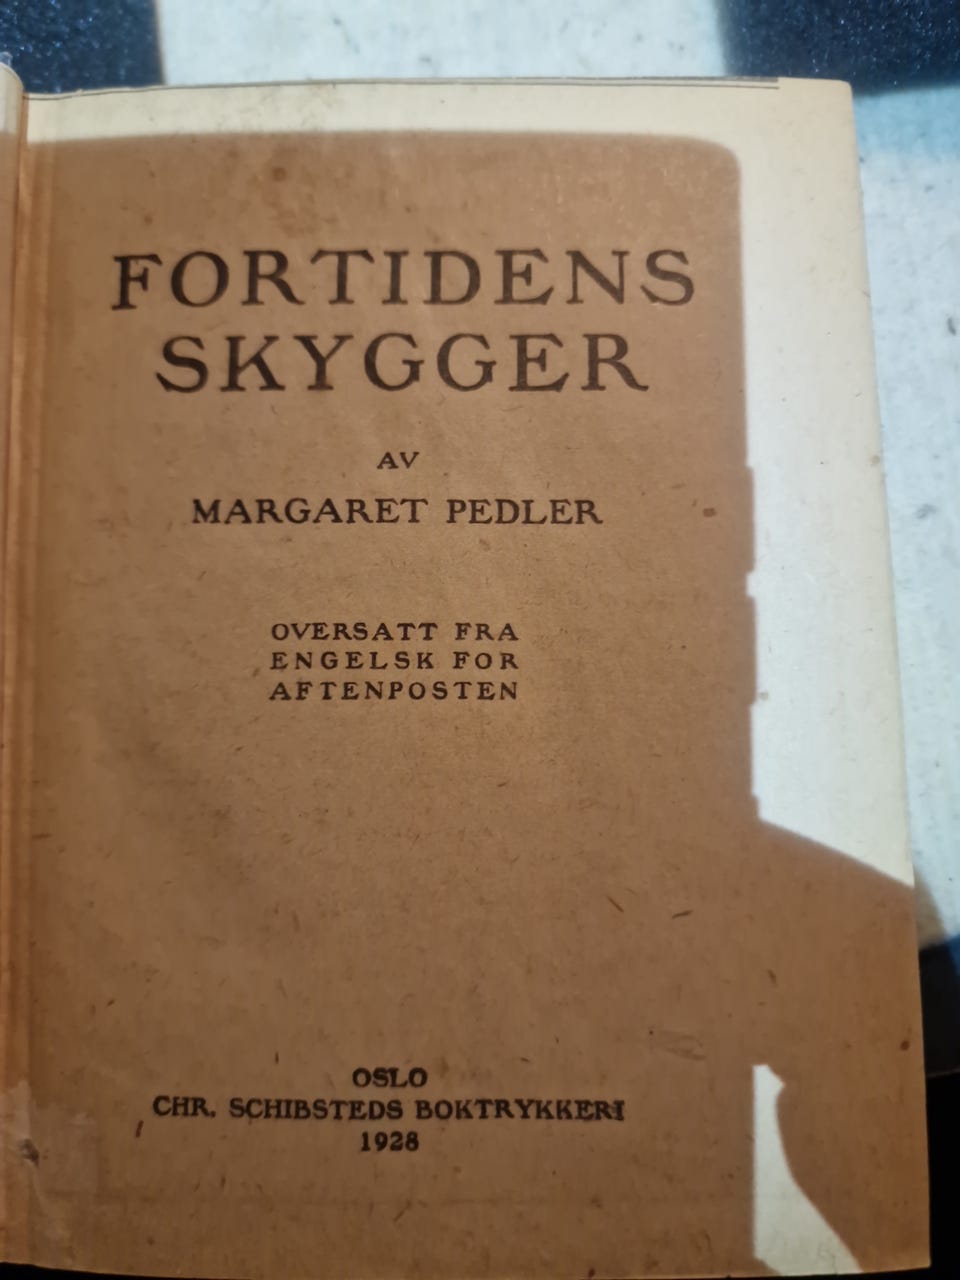 FORTIDENS
SKYGGER
AV
MARGARET PEDLER
OVERSATT FRA
ENGELSK FOR
AFTENPOSTEN
OSLO
CHR. SCHIBSTEDS BOKTRYKKERI
1928